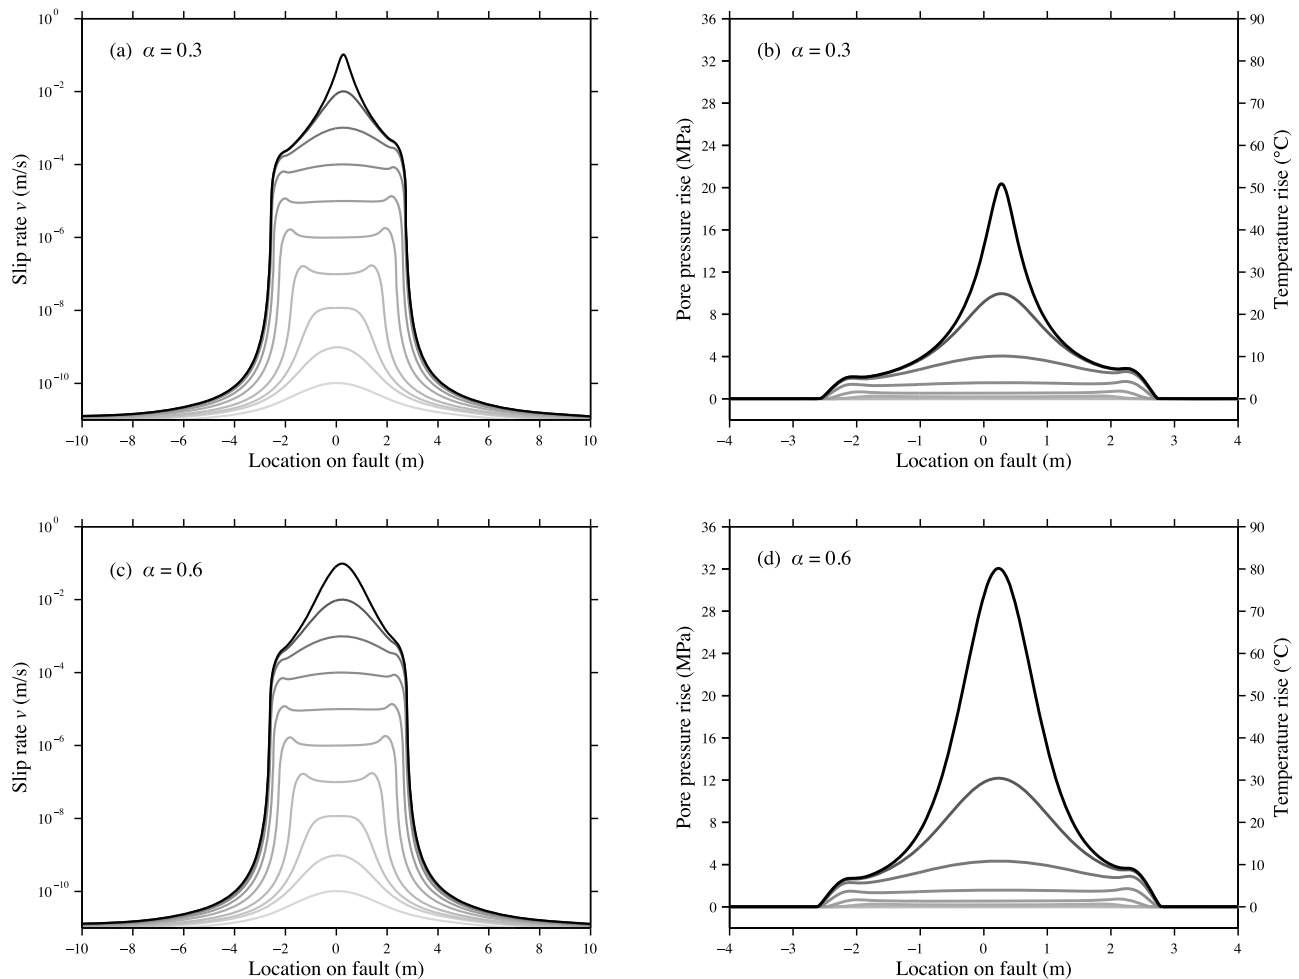 (a) α = 0.3
Slip rate v (m/s)
10⁰
10⁻²
10⁻⁴
10⁻⁶
10⁻⁸
10⁻¹⁰
−10 −8 −6 −4 −2 0 2 4 6 8 10
Location on fault (m)
(b) α = 0.3
Pore pressure rise (MPa)
36
32
28
24
20
16
12
8
4
0
−4 −3 −2 −1 0 1 2 3 4
Location on fault (m)
90
80
70
60
50
40
30
20
10
0
Temperature rise (°C)
(c) α = 0.6
Slip rate v (m/s)
10⁰
10⁻²
10⁻⁴
10⁻⁶
10⁻⁸
10⁻¹⁰
−10 −8 −6 −4 −2 0 2 4 6 8 10
Location on fault (m)
(d) α = 0.6
Pore pressure rise (MPa)
36
32
28
24
20
16
12
8
4
0
−4 −3 −2 −1 0 1 2 3 4
Location on fault (m)
90
80
70
60
50
40
30
20
10
0
Temperature rise (°C)